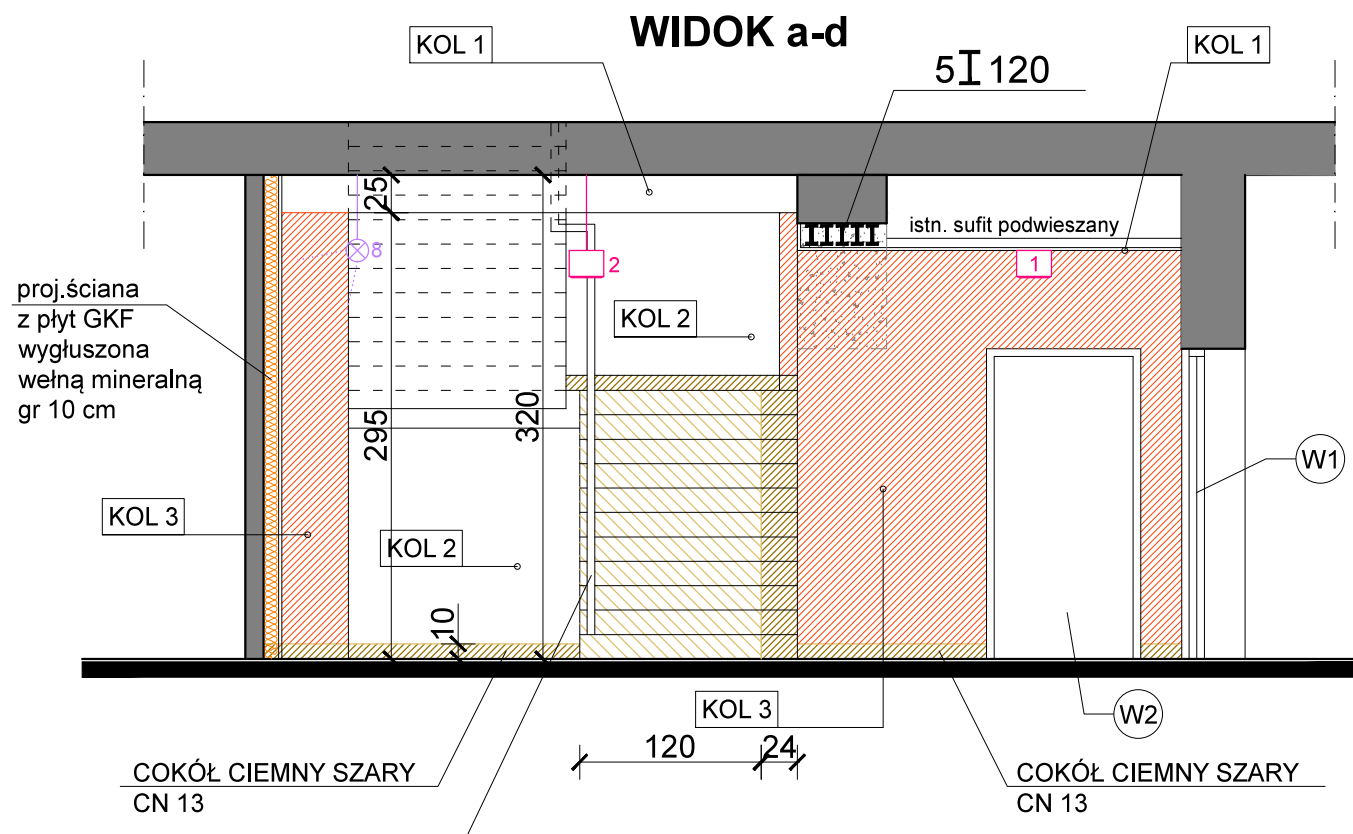 WIDOK a-d
KOL 1
KOL 1
5 I 120
25
istn. sufit podwieszany
8
2
1
proj.ściana
z płyt GKF
wygłuszona
wełną mineralną
gr 10 cm
KOL 2
295
320
W1
KOL 3
KOL 2
10
KOL 3
W2
120
24
COKÓŁ CIEMNY SZARY
CN 13
COKÓŁ CIEMNY SZARY
CN 13